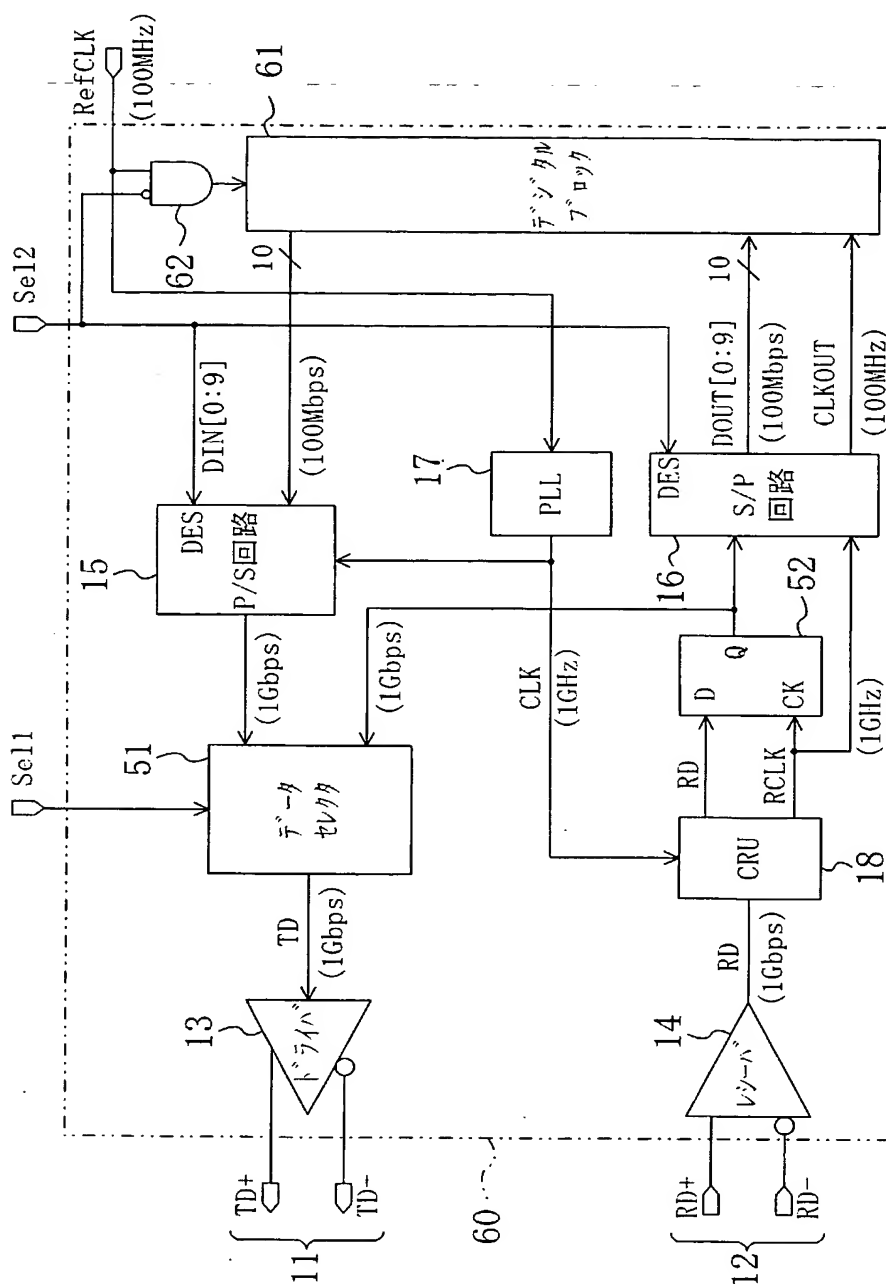 RefCLK
(100MHz)
61
デジタル
ブロック
62
Sel2
10
10
DIN[0:9]
(100Mbps)
DOUT[0:9]
(100Mbps)
CLKOUT
(100MHz)
15
DES
P/S回路
17
PLL
DES
S/P
回路
16
52
(1Gbps)
(1Gbps)
CLK
(1GHz)
D
Q
CK
(1GHz)
Sel1
51
データ
セレクタ
RD
RCLK
CRU
18
TD
(1Gbps)
RD
(1Gbps)
13
ドライバ
14
レシーバ
TD+
TD-
11
60
RD+
RD-
12